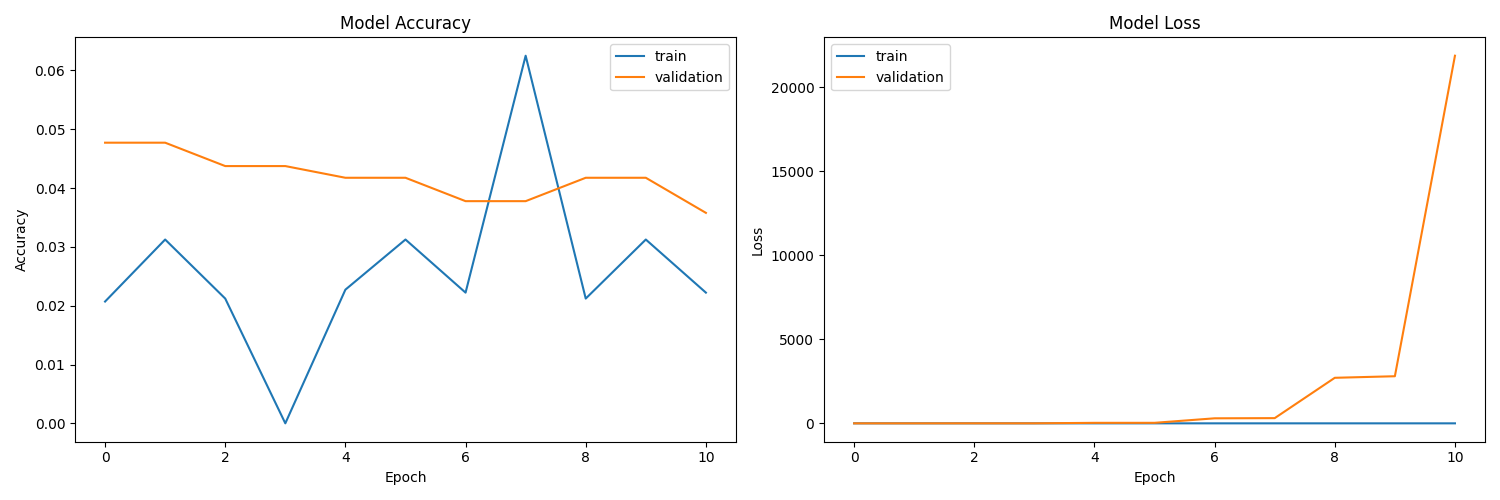 Model Accuracy
train
validation
0.06
0.05
0.04
0.03
0.02
0.01
0.00
Accuracy
0 2 4 6 8 10
Epoch
Model Loss
train
validation
20000
15000
10000
5000
0
Loss
0 2 4 6 8 10
Epoch